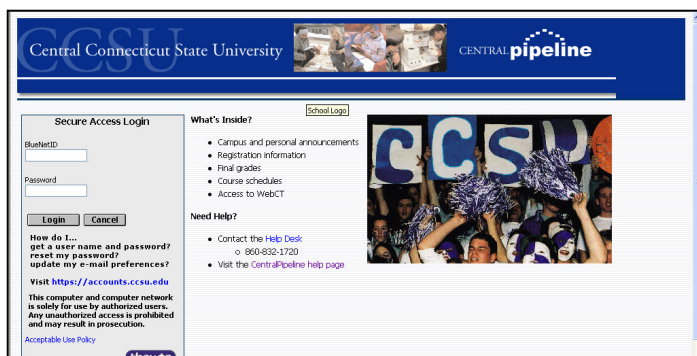 Central Connecticut State University
CENTRAL pipeline
School Logo
Secure Access Login
BlueNetID
Password
Login
Cancel
How do I...
get a user name and password?
reset my password?
update my e-mail preferences?
Visit https://accounts.ccsu.edu
This computer and computer network
is solely for use by authorized users.
Any unauthorized access is prohibited
and may result in prosecution.
Acceptable Use Policy
What's Inside?
• Campus and personal announcements
• Registration information
• Final grades
• Course schedules
• Access to WebCT
Need Help?
• Contact the Help Desk
o 860-832-1720
• Visit the CentralPipeline help page
CCSU